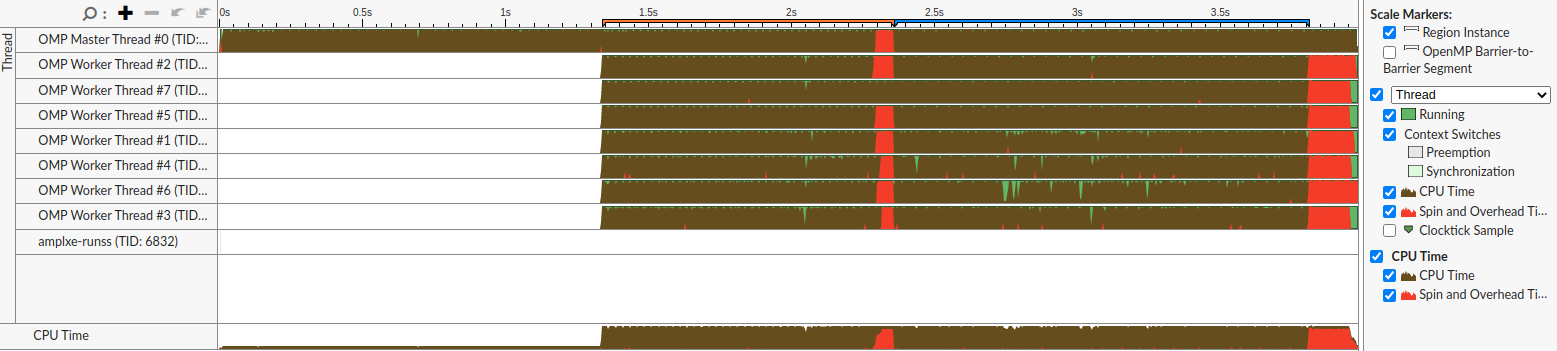 0s 0.5s 1s 1.5s 2s 2.5s 3s 3.5s
Thread
OMP Master Thread #0 (TID:...
OMP Worker Thread #2 (TID...
OMP Worker Thread #7 (TID...
OMP Worker Thread #5 (TID...
OMP Worker Thread #1 (TID...
OMP Worker Thread #4 (TID...
OMP Worker Thread #6 (TID...
OMP Worker Thread #3 (TID...
amplxe-runss (TID: 6832)
CPU Time
Scale Markers:
Region Instance
OpenMP Barrier-to-
Barrier Segment
Thread
Running
Context Switches
Preemption
Synchronization
CPU Time
Spin and Overhead Ti...
Clocktick Sample
CPU Time
CPU Time
Spin and Overhead Ti...